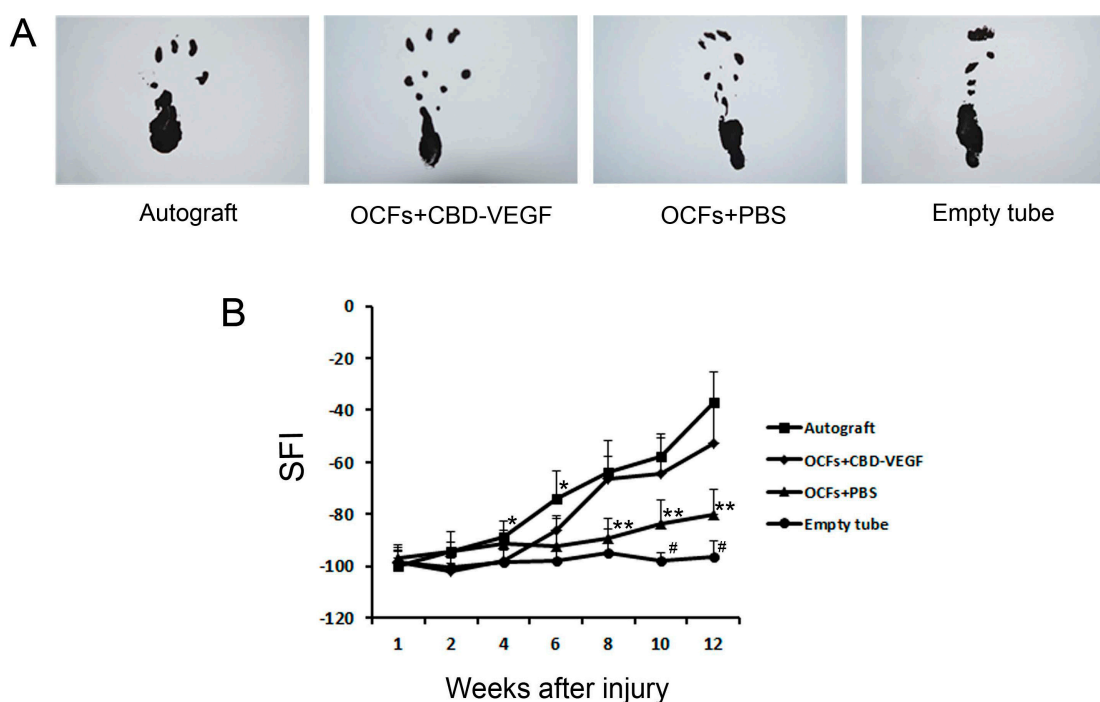 A
Autograft
OCFs+CBD-VEGF
OCFs+PBS
Empty tube
B
0
-20
-40
-60
-80
-100
-120
SFI
*
*
**
**
**
#
#
1 2 4 6 8 10 12
Weeks after injury
Autograft
OCFs+CBD-VEGF
OCFs+PBS
Empty tube